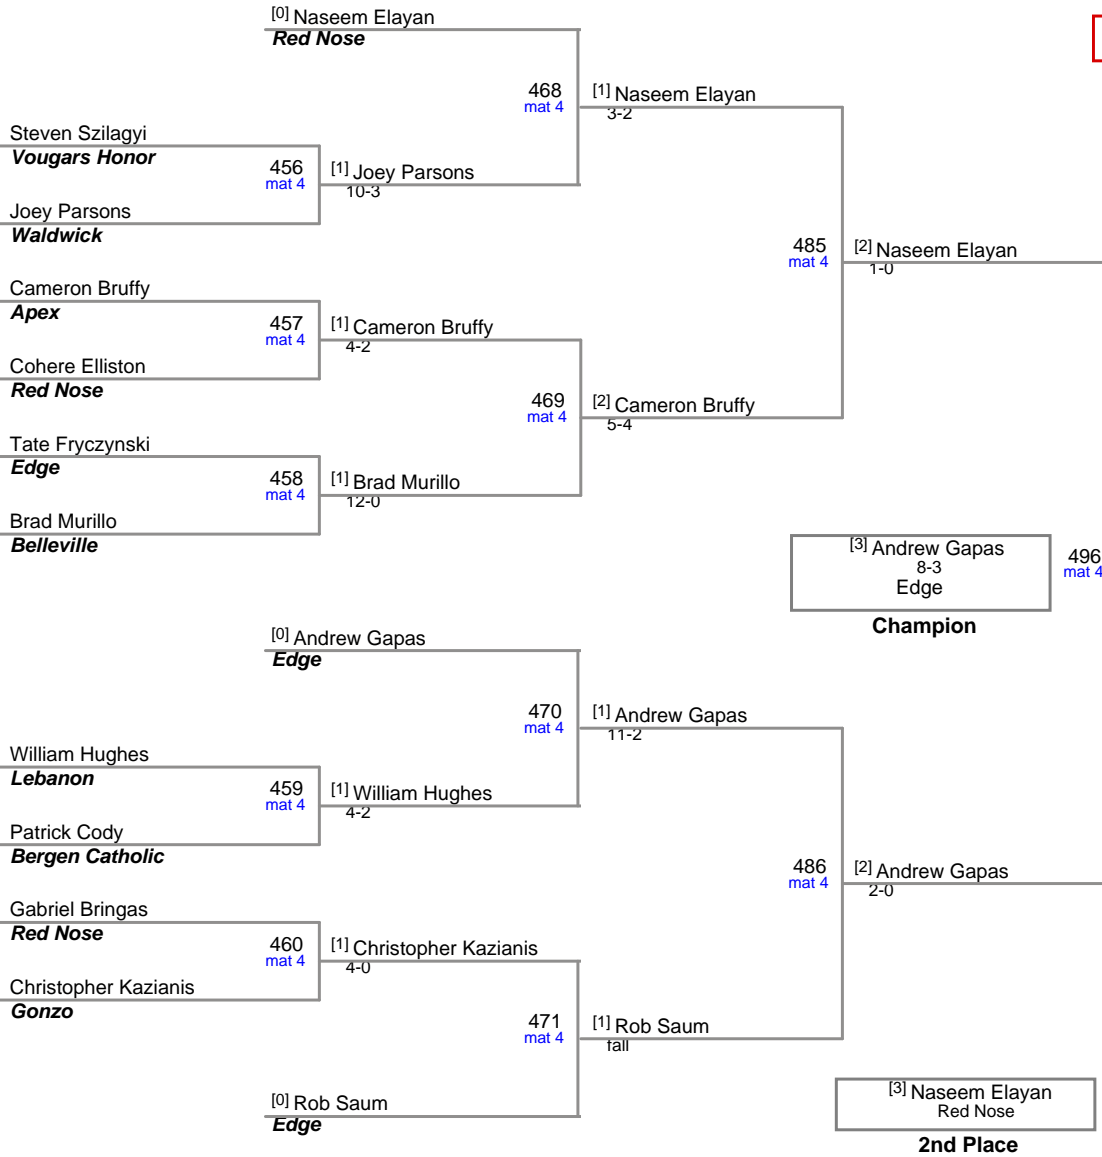 [0] Naseem Elayan
Red Nose
468
mat 4
[1] Naseem Elayan
3-2
Steven Szilagyi
Vougars Honor
456
mat 4
[1] Joey Parsons
10-3
Joey Parsons
Waldwick
485
mat 4
[2] Naseem Elayan
1-0
Cameron Bruffy
Apex
457
mat 4
[1] Cameron Bruffy
4-2
Cohere Elliston
Red Nose
469
mat 4
[2] Cameron Bruffy
5-4
Tate Fryczynski
Edge
458
mat 4
[1] Brad Murillo
12-0
Brad Murillo
Belleville
[3] Andrew Gapas
8-3
Edge
496
mat 4
Champion
[0] Andrew Gapas
Edge
470
mat 4
[1] Andrew Gapas
11-2
William Hughes
Lebanon
459
mat 4
[1] William Hughes
4-2
Patrick Cody
Bergen Catholic
486
mat 4
[2] Andrew Gapas
2-0
Gabriel Bringas
Red Nose
460
mat 4
[1] Christopher Kazianis
4-0
Christopher Kazianis
Gonzo
471
mat 4
[1] Rob Saum
fall
[0] Rob Saum
Edge
[3] Naseem Elayan
Red Nose
2nd Place